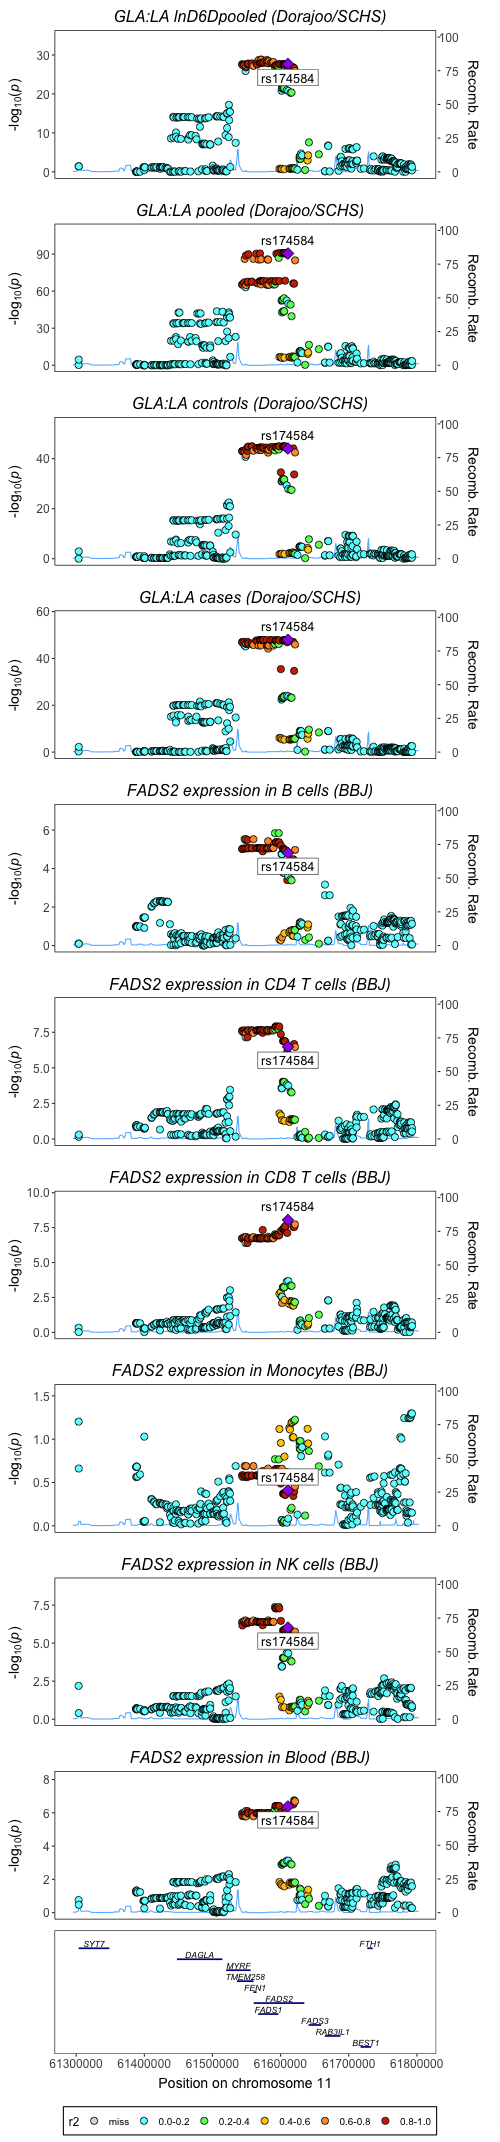 GLA:LA lnD6Dpooled (Dorajoo/SCHS)
-log10(p)
30
20
10
0
rs174584
100
75
50
25
0
Recomb. Rate
GLA:LA pooled (Dorajoo/SCHS)
-log10(p)
90
60
30
0
rs174584
100
75
50
25
0
Recomb. Rate
GLA:LA controls (Dorajoo/SCHS)
-log10(p)
40
20
0
rs174584
100
75
50
25
0
Recomb. Rate
GLA:LA cases (Dorajoo/SCHS)
-log10(p)
60
40
20
0
rs174584
100
75
50
25
0
Recomb. Rate
FADS2 expression in B cells (BBJ)
-log10(p)
6
4
2
0
rs174584
100
75
50
25
0
Recomb. Rate
FADS2 expression in CD4 T cells (BBJ)
-log10(p)
7.5
5.0
2.5
0.0
rs174584
100
75
50
25
0
Recomb. Rate
FADS2 expression in CD8 T cells (BBJ)
-log10(p)
10.0
7.5
5.0
2.5
0.0
rs174584
100
75
50
25
0
Recomb. Rate
FADS2 expression in Monocytes (BBJ)
-log10(p)
1.5
1.0
0.5
0.0
rs174584
100
75
50
25
0
Recomb. Rate
FADS2 expression in NK cells (BBJ)
-log10(p)
7.5
5.0
2.5
0.0
rs174584
100
75
50
25
0
Recomb. Rate
FADS2 expression in Blood (BBJ)
-log10(p)
8
6
4
2
0
rs174584
100
75
50
25
0
Recomb. Rate
SYT7 FTH1
DAGLA
MYRF
TMEM258
FEN1
FADS2
FADS1
FADS3
RAB3IL1
BEST1
61300000 61400000 61500000 61600000 61700000 61800000
Position on chromosome 11
r2 miss 0.0-0.2 0.2-0.4 0.4-0.6 0.6-0.8 0.8-1.0